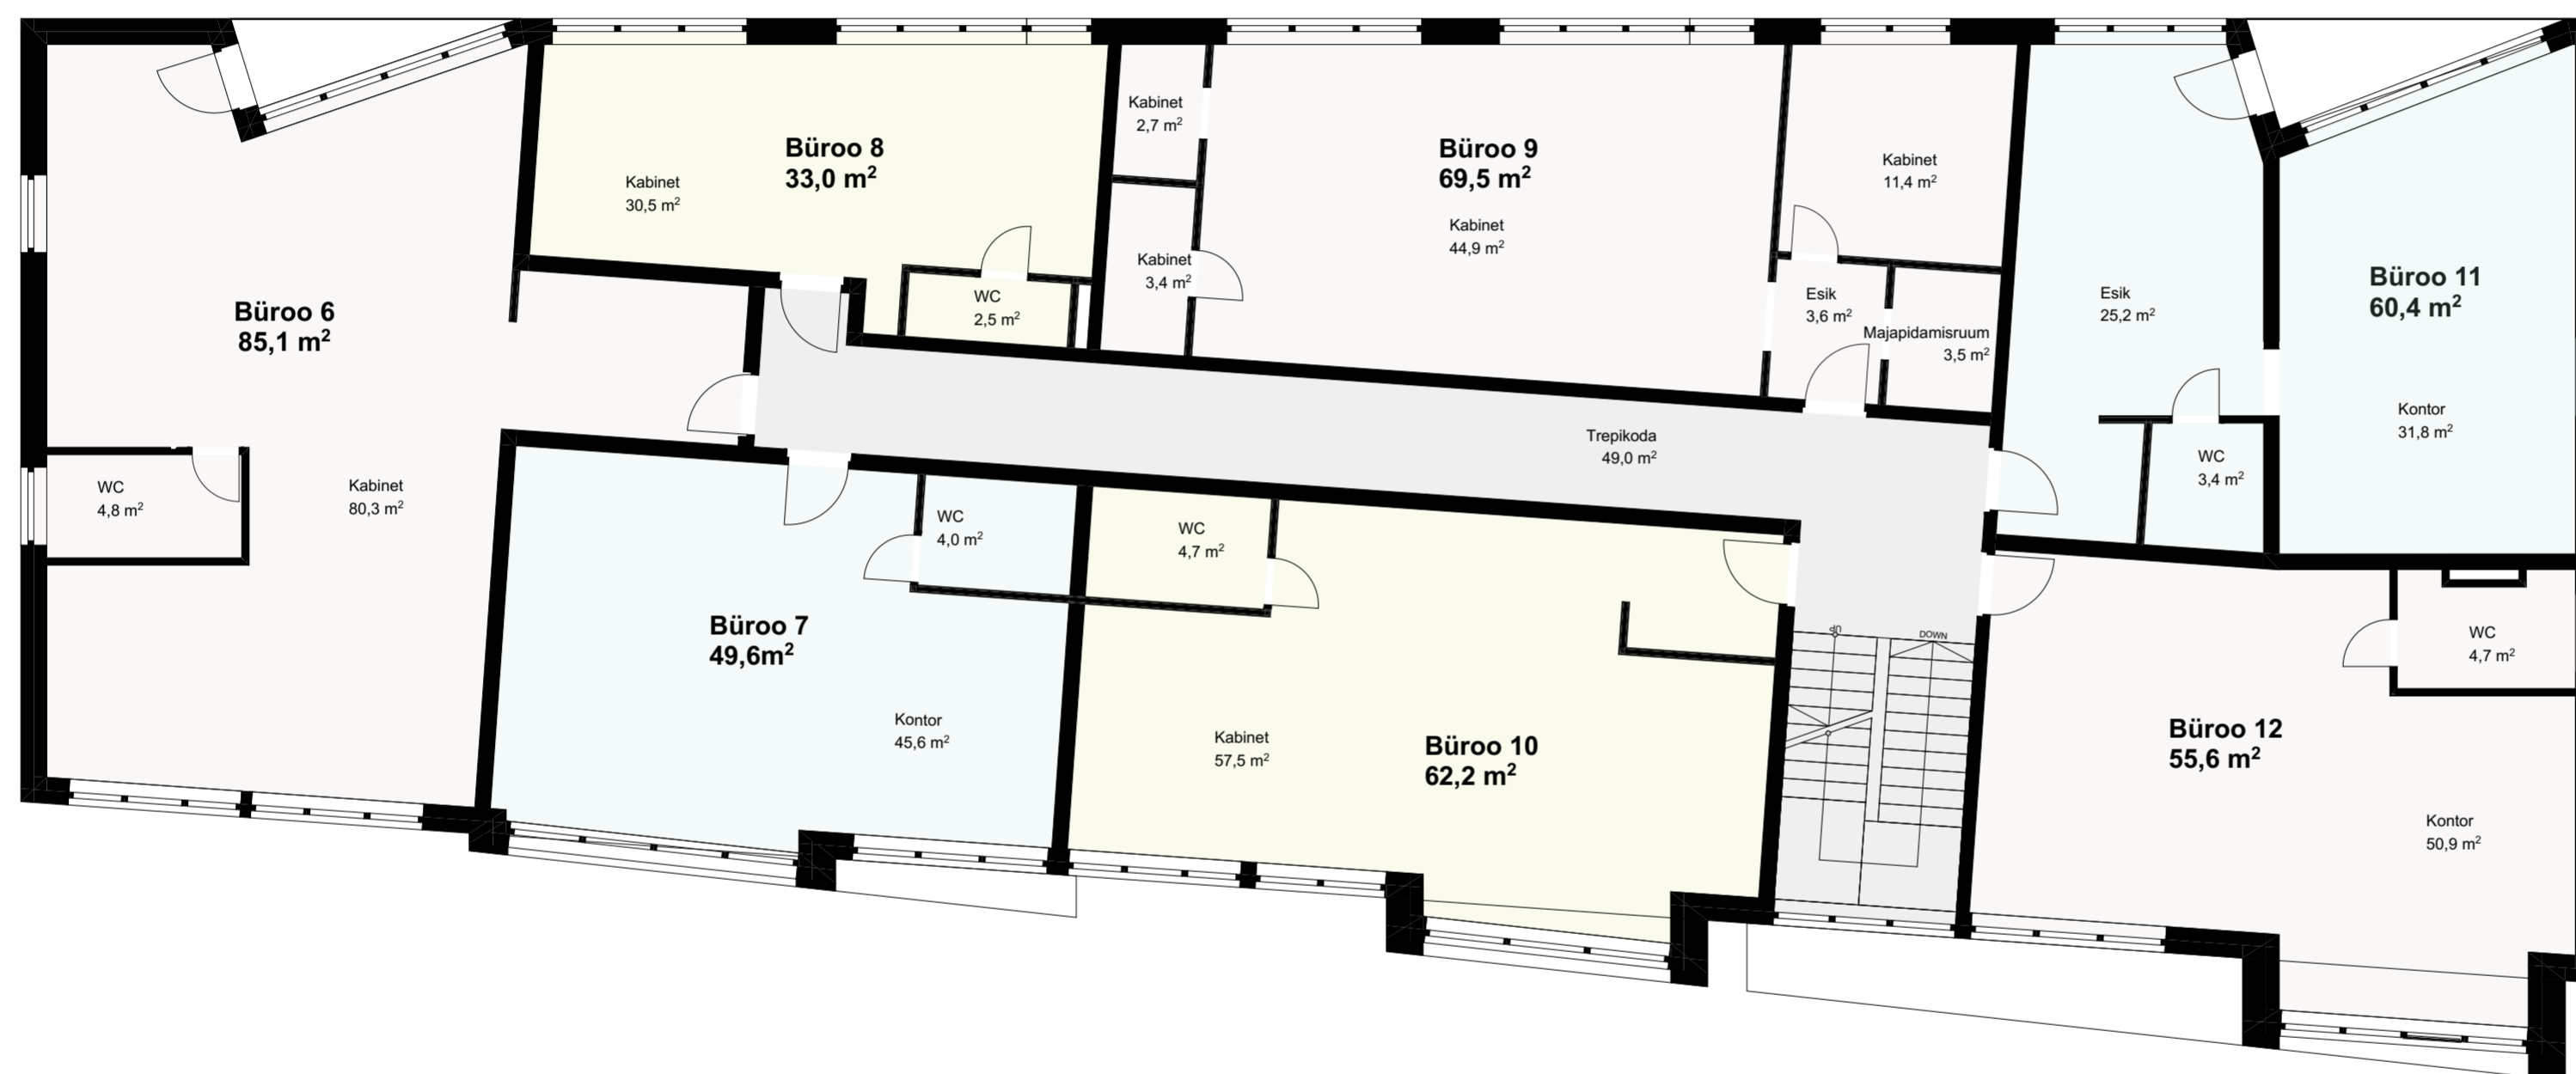 Büroo 6
85,1 m²
WC
4,8 m²
Kabinet
80,3 m²
Büroo 8
33,0 m²
Kabinet
30,5 m²
WC
2,5 m²
Kabinet
2,7 m²
Kabinet
3,4 m²
Büroo 9
69,5 m²
Kabinet
44,9 m²
Kabinet
11,4 m²
Esik
3,6 m²
Majapidamisruum
3,5 m²
Esik
25,2 m²
WC
3,4 m²
Büroo 11
60,4 m²
Kontor
31,8 m²
Trepikoda
49,0 m²
Büroo 7
49,6m²
WC
4,0 m²
Kontor
45,6 m²
WC
4,7 m²
Kabinet
57,5 m²
Büroo 10
62,2 m²
UP
DOWN
Büroo 12
55,6 m²
WC
4,7 m²
Kontor
50,9 m²